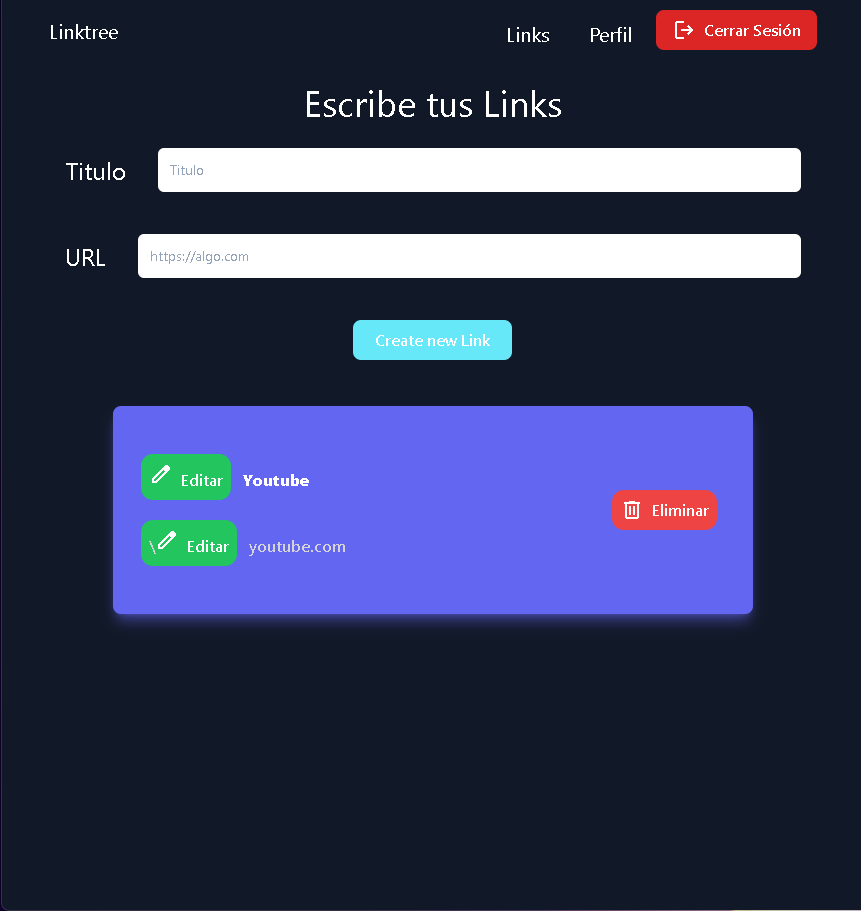 Linktree Links Perfil Cerrar Sesión
Escribe tus Links
Titulo Titulo
URL https://algo.com
Create new Link
Editar Youtube
Eliminar
\ Editar youtube.com